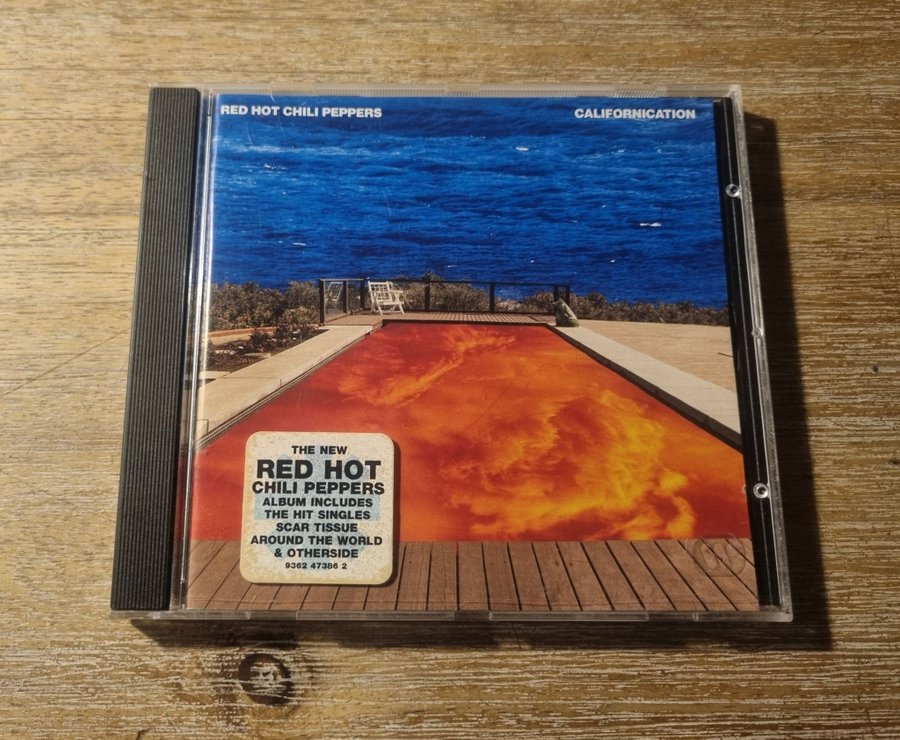 RED HOT CHILI PEPPERS
CALIFORNICATION
THE NEW
RED HOT
CHILI PEPPERS
ALBUM INCLUDES
THE HIT SINGLES
SCAR TISSUE
AROUND THE WORLD
& OTHERSIDE
9362 47386 2